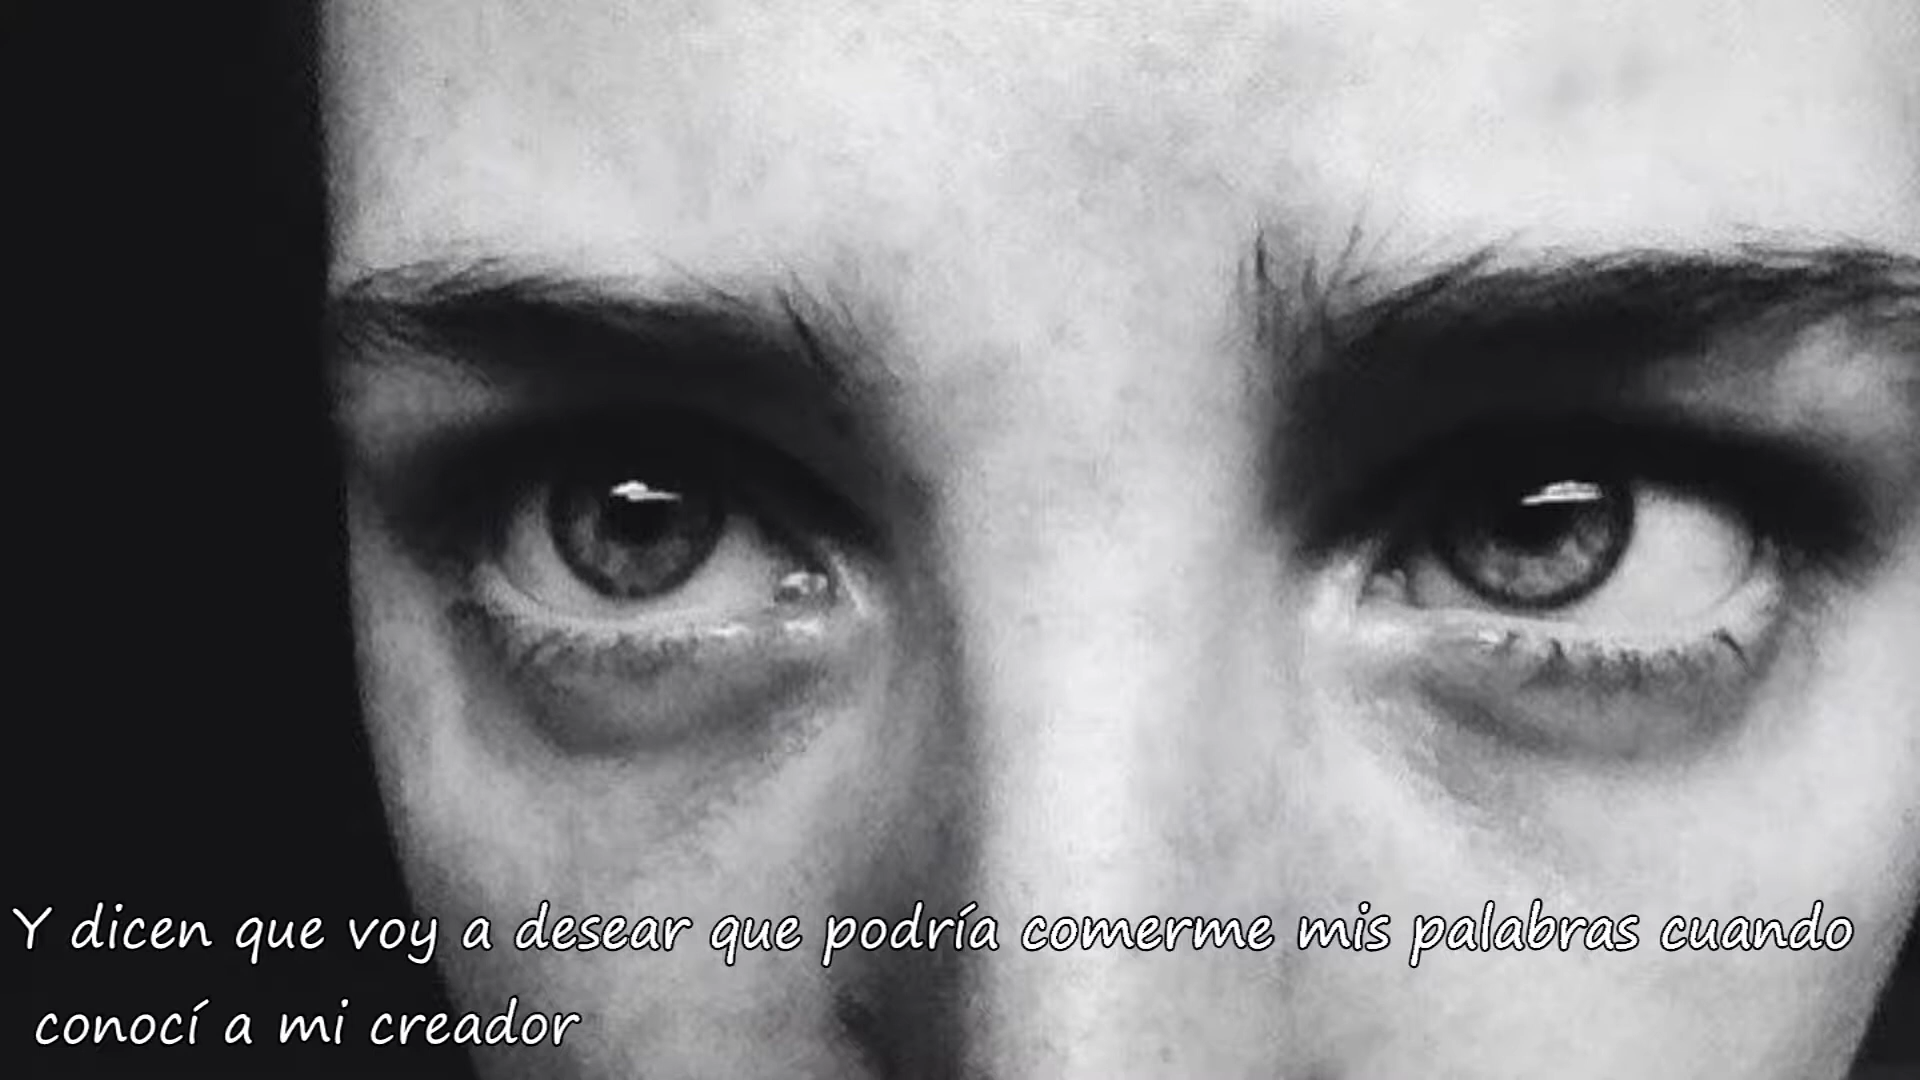 Y dicen que voy a desear que podría comerme mis palabras cuando
conocí a mi creador